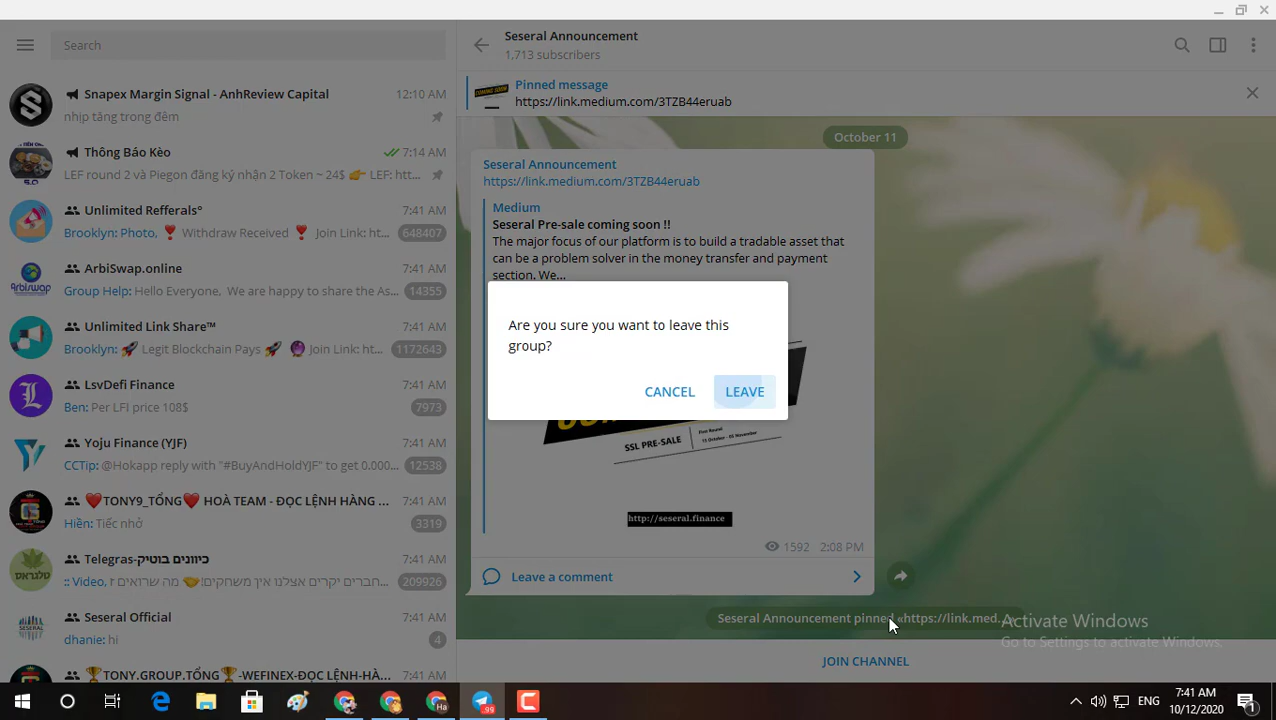 Search
Snapex Margin Signal - AnhReview Capital 12:10 AM
nhịp tăng trong đêm
Thông Báo Kèo 7:14 AM
LEF round 2 và Piegon đăng ký nhận 2 Token ~ 24$ 👉 LEF: htt...
Unlimited Refferals° 7:41 AM
Brooklyn: Photo, ❣️ Withdraw Received ❣️ Join Link: ht... 648407
ArbiSwap.online 7:41 AM
Group Help: Hello Everyone, We are happy to share the As... 14355
Unlimited Link Share™ 7:41 AM
Brooklyn: 🚀 Legit Blockchain Pays 🚀 🔮 Join Link: ht... 1172643
LsvDefi Finance 7:41 AM
Ben: Per LFI price 108$ 7973
Yoju Finance (YJF) 7:41 AM
CCTip: @Hokapp reply with "#BuyAndHoldYJF" to get 0.000... 12538
❤️TONY9_TỔNG❤️ HOÀ TEAM - ĐỌC LỆNH HÀNG ... 7:41 AM
Hiền: Tiếc nhở 3319
Telegras-כיוונים בוטיק 7:41 AM
:: Video, חברים יקרים אצלנו אין משחקים!🤝 מה שרואים ז... 209926
Seseral Official 7:41 AM
dhanie: hi 4
🏆TONY.GROUP.TỔNG🏆-WEFINEX-ĐỌC LỆNH-HÀ... 7:41 AM
Seseral Announcement
1,713 subscribers
Pinned message
https://link.medium.com/3TZB44eruab
October 11
Seseral Announcement
https://link.medium.com/3TZB44eruab
Medium
Seseral Pre-sale coming soon !!
The major focus of our platform is to build a tradable asset that
can be a problem solver in the money transfer and payment
section. We...
Are you sure you want to leave this
group?
CANCEL LEAVE
SSL PRE-SALE
First Round
http://seseral.finance
1592 2:08 PM
Leave a comment
Seseral Announcement pinned «https://link.med...
Activate Windows
Go to Settings to activate Windows.
JOIN CHANNEL
.99
Ha
ENG
7:41 AM
10/12/2020
1